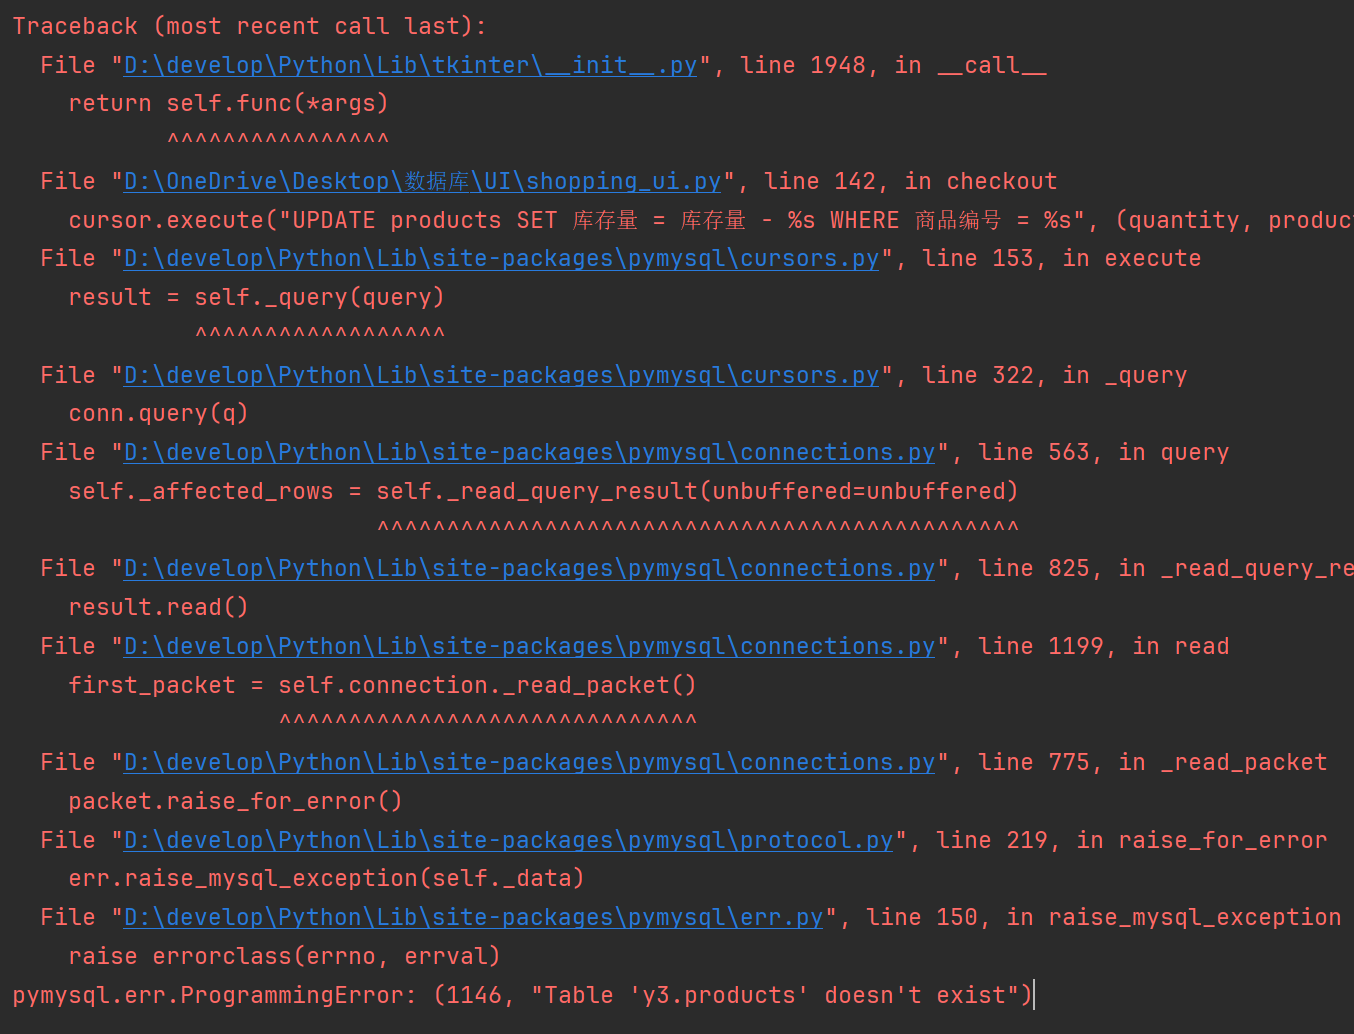 Traceback (most recent call last):
  File "D:\develop\Python\Lib\tkinter\__init__.py", line 1948, in __call__
    return self.func(*args)
           ^^^^^^^^^^^^^^^^
  File "D:\OneDrive\Desktop\数据库\UI\shopping_ui.py", line 142, in checkout
    cursor.execute("UPDATE products SET 库存量 = 库存量 - %s WHERE 商品编号 = %s", (quantity, produc
  File "D:\develop\Python\Lib\site-packages\pymysql\cursors.py", line 153, in execute
    result = self._query(query)
             ^^^^^^^^^^^^^^^^^^
  File "D:\develop\Python\Lib\site-packages\pymysql\cursors.py", line 322, in _query
    conn.query(q)
  File "D:\develop\Python\Lib\site-packages\pymysql\connections.py", line 563, in query
    self._affected_rows = self._read_query_result(unbuffered=unbuffered)
                          ^^^^^^^^^^^^^^^^^^^^^^^^^^^^^^^^^^^^^^^^^^^^^^
  File "D:\develop\Python\Lib\site-packages\pymysql\connections.py", line 825, in _read_query_re
    result.read()
  File "D:\develop\Python\Lib\site-packages\pymysql\connections.py", line 1199, in read
    first_packet = self.connection._read_packet()
                   ^^^^^^^^^^^^^^^^^^^^^^^^^^^^^^
  File "D:\develop\Python\Lib\site-packages\pymysql\connections.py", line 775, in _read_packet
    packet.raise_for_error()
  File "D:\develop\Python\Lib\site-packages\pymysql\protocol.py", line 219, in raise_for_error
    err.raise_mysql_exception(self._data)
  File "D:\develop\Python\Lib\site-packages\pymysql\err.py", line 150, in raise_mysql_exception
    raise errorclass(errno, errval)
pymysql.err.ProgrammingError: (1146, "Table 'y3.products' doesn't exist")